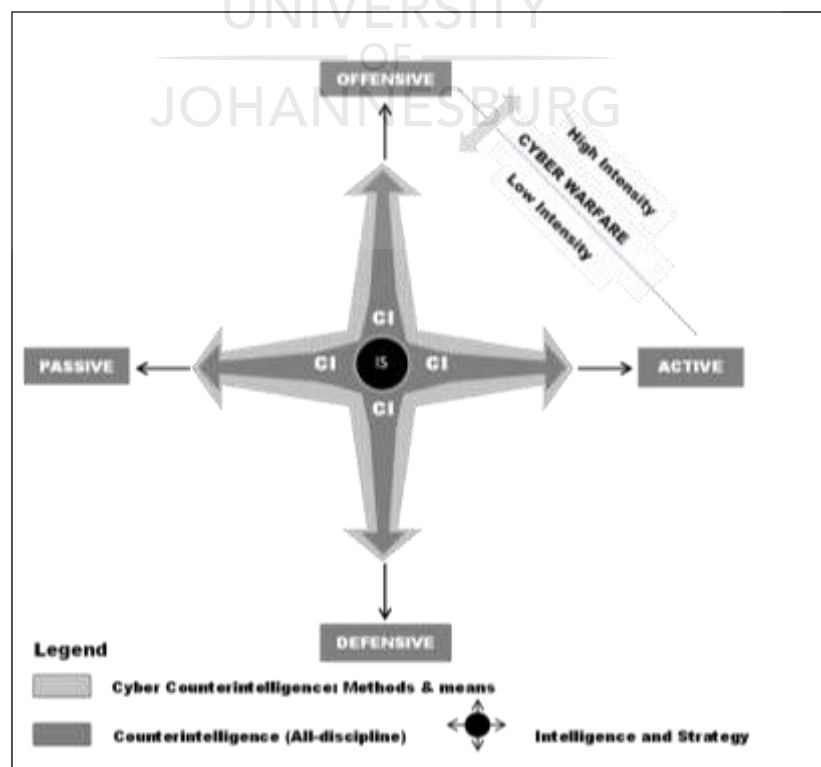 UNIVERSITY
OF
OFFENSIVE
JOHANNESBURG
High Intensity
CYBER WARFARE
Low Intensity
CI
PASSIVE
CI
IS
CI
ACTIVE
CI
DEFENSIVE
Legend
Cyber Counterintelligence: Methods & means
Counterintelligence (All-discipline)
Intelligence and Strategy